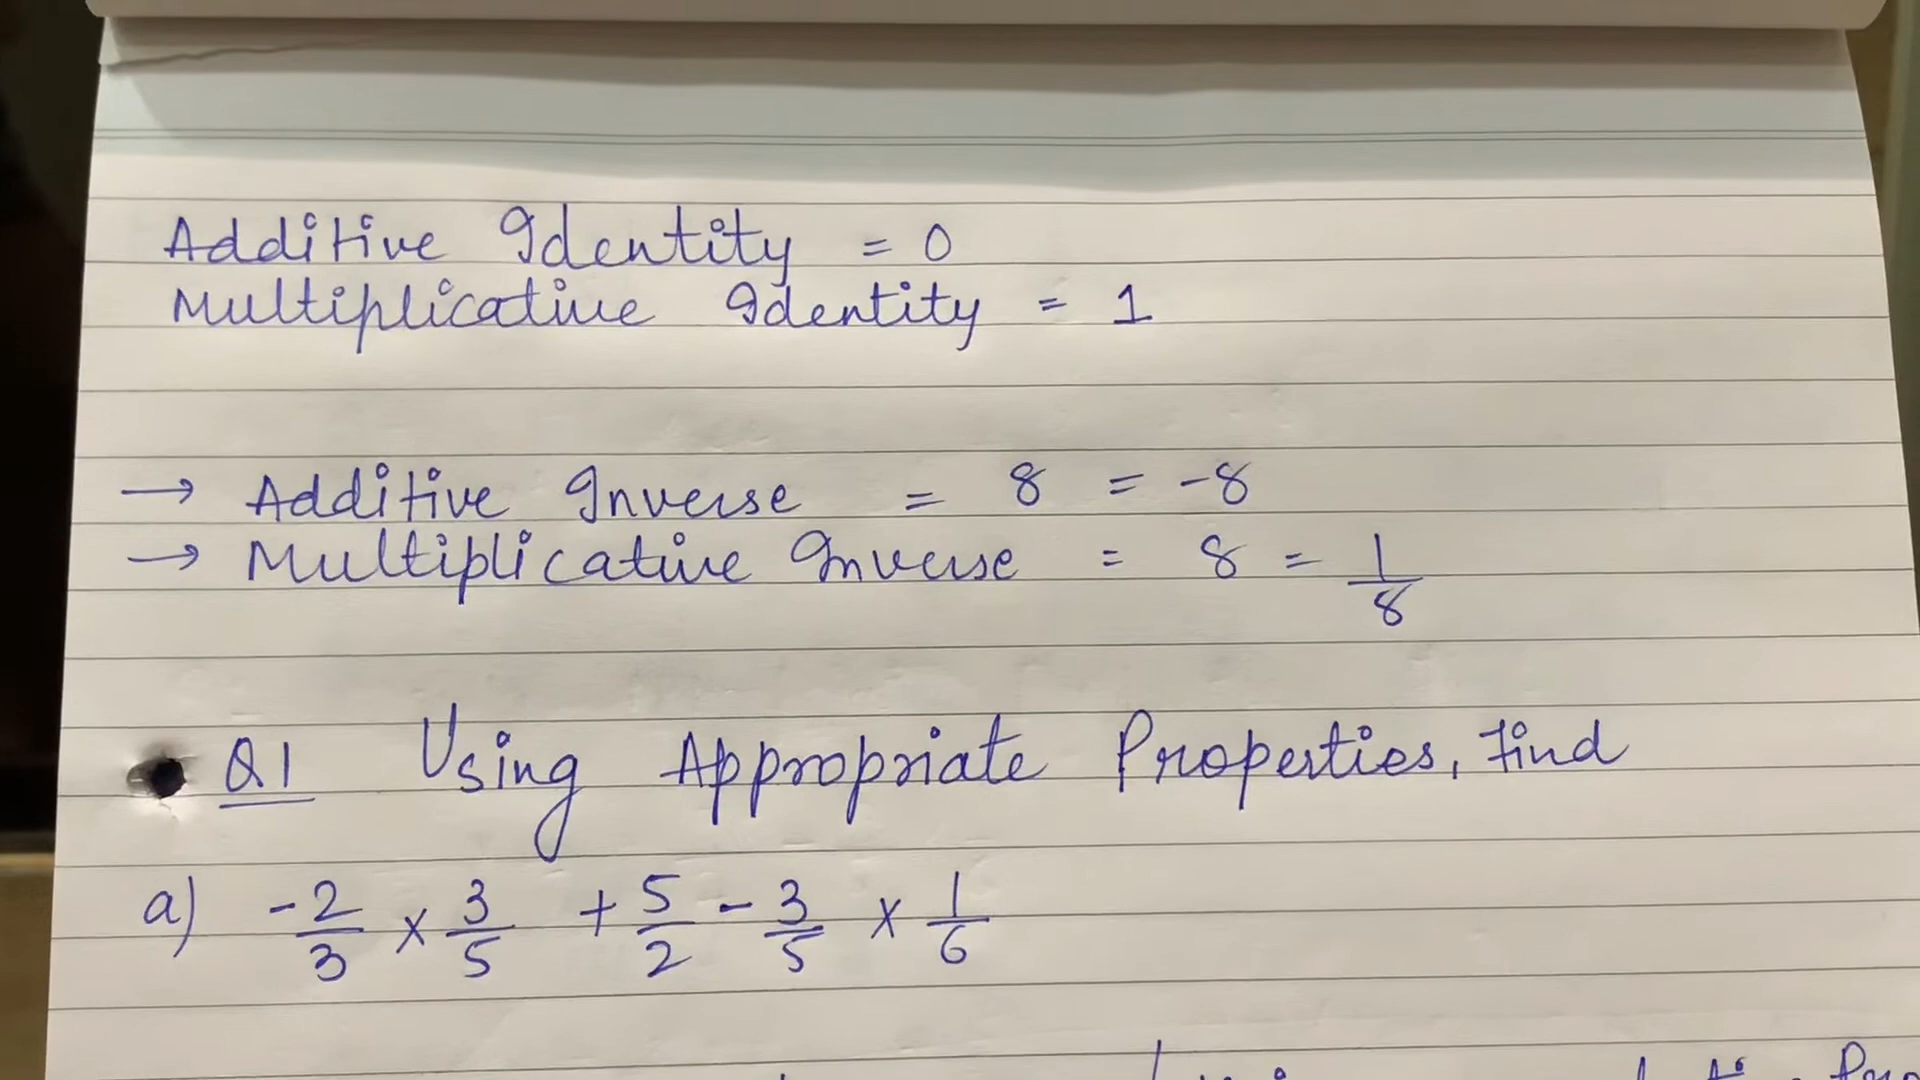 Additive Identity = 0
Multiplicative Identity = 1
→ Additive Inverse = 8 = -8
→ Multiplicative Inverse = 8 = 1/8
Q1 Using Appropriate Properties, find
a) -2/3 × 3/5 + 5/2 - 3/5 × 1/6